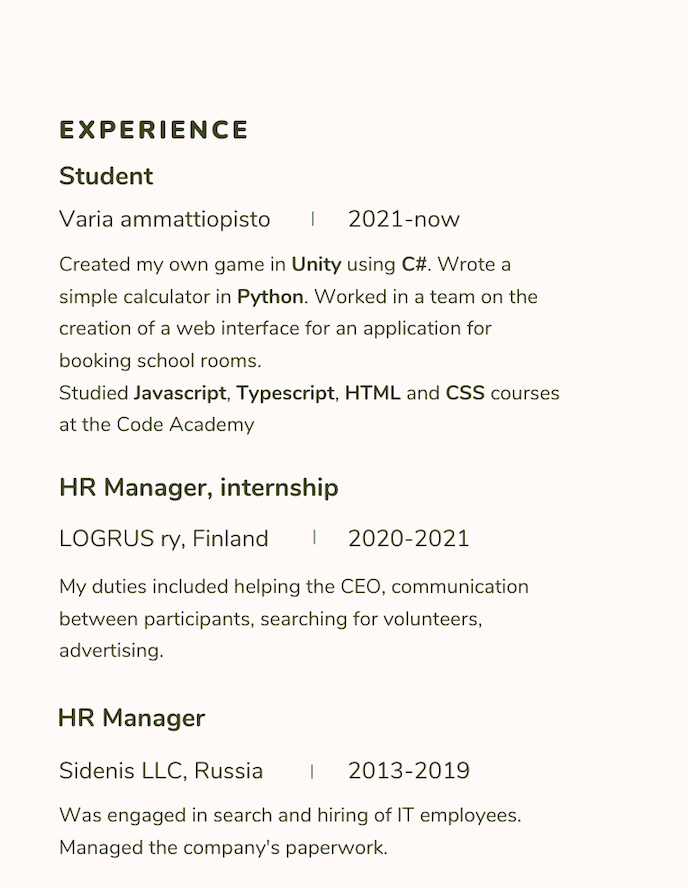 EXPERIENCE
Student
Varia ammattiopisto | 2021-now
Created my own game in Unity using C#. Wrote a
simple calculator in Python. Worked in a team on the
creation of a web interface for an application for
booking school rooms.
Studied Javascript, Typescript, HTML and CSS courses
at the Code Academy
HR Manager, internship
LOGRUS ry, Finland | 2020-2021
My duties included helping the CEO, communication
between participants, searching for volunteers,
advertising.
HR Manager
Sidenis LLC, Russia | 2013-2019
Was engaged in search and hiring of IT employees.
Managed the company's paperwork.